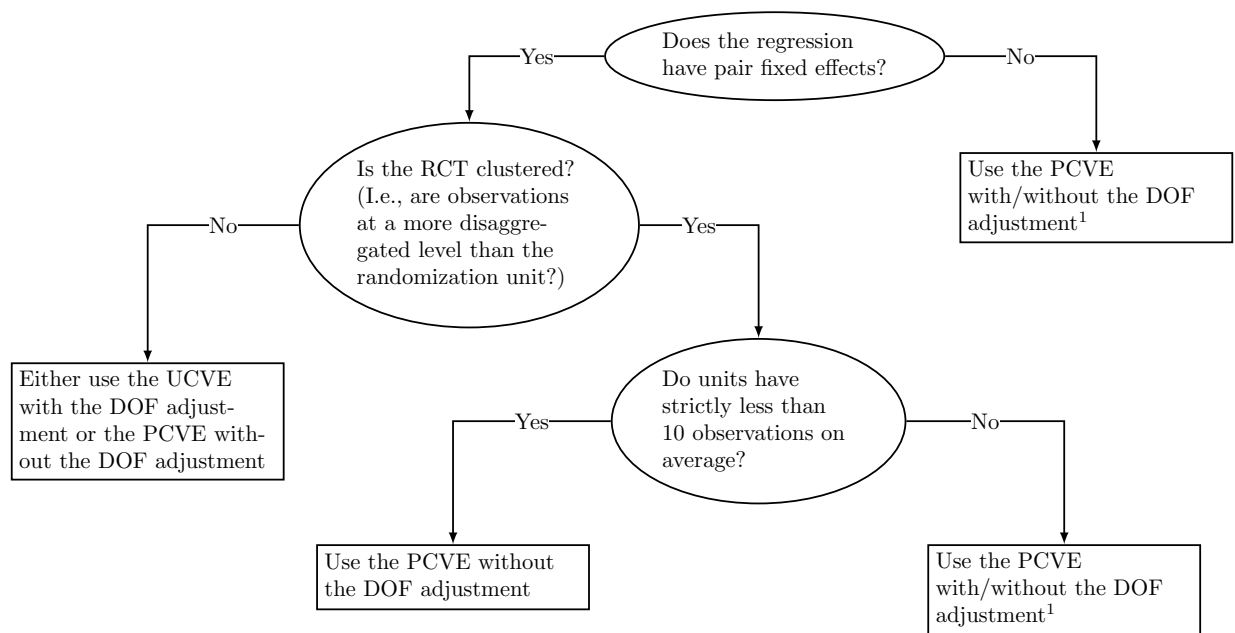 Does the regression
have pair fixed effects?
Yes
No
Is the RCT clustered?
(I.e., are observations
at a more disaggre-
gated level than the
randomization unit?)
Use the PCVE
with/without the DOF
adjustment¹
No
Yes
Either use the UCVE
with the DOF adjust-
ment or the PCVE with-
out the DOF adjustment
Do units have
strictly less than
10 observations on
average?
Yes
No
Use the PCVE without
the DOF adjustment
Use the PCVE
with/without the DOF
adjustment¹